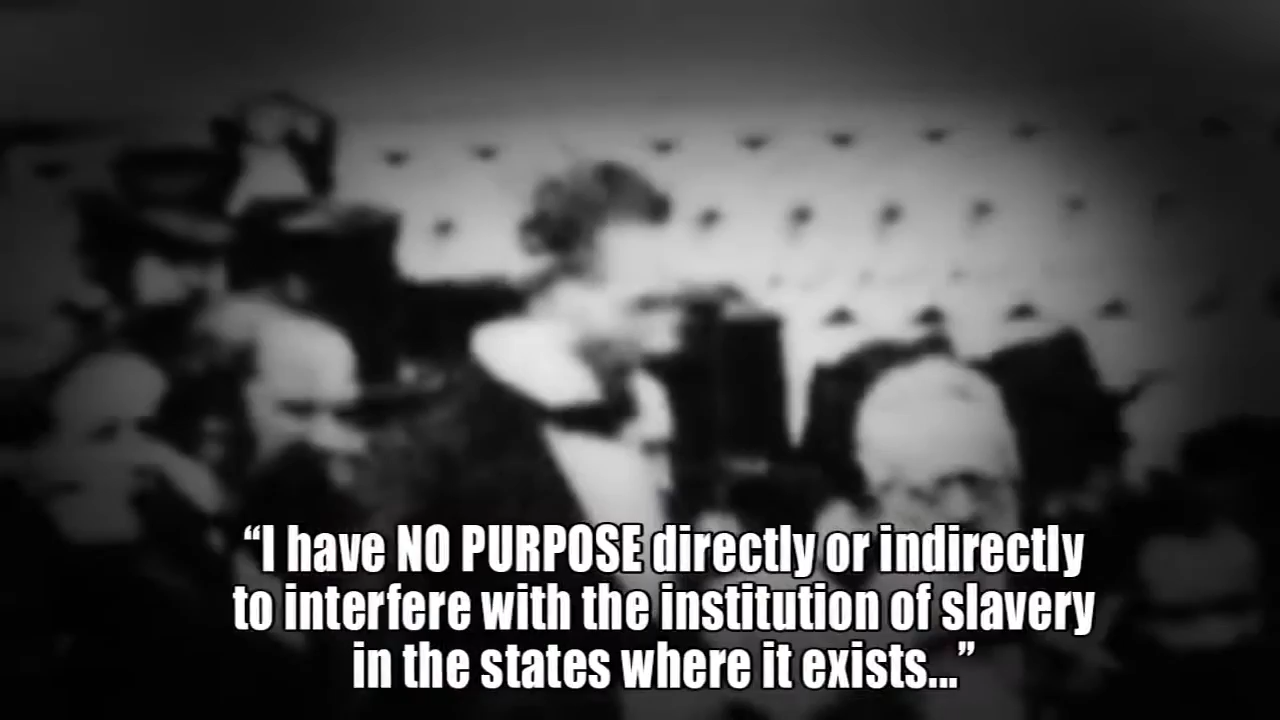 “I have NO PURPOSE directly or indirectly
to interfere with the institution of slavery
in the states where it exists...”